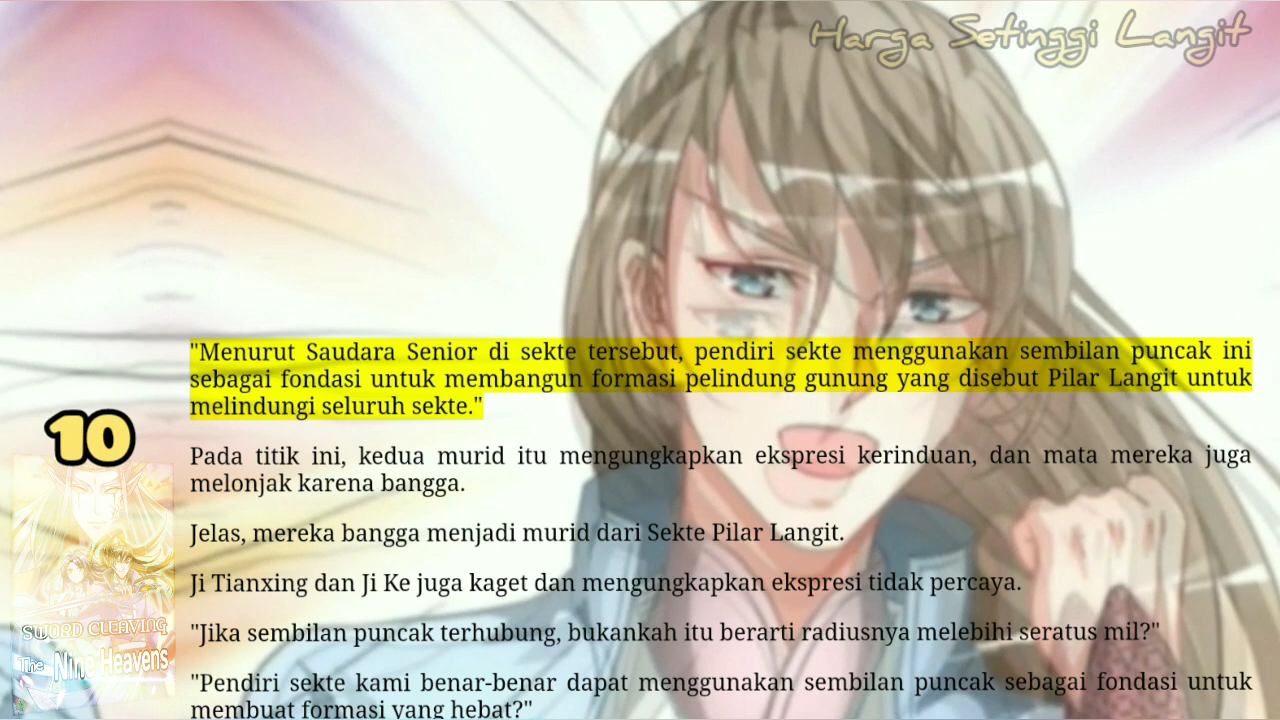 Harga Setinggi Langit
"Menurut Saudara Senior di sekte tersebut, pendiri sekte menggunakan sembilan puncak ini
sebagai fondasi untuk membangun formasi pelindung gunung yang disebut Pilar Langit untuk
melindungi seluruh sekte."
10
Pada titik ini, kedua murid itu mengungkapkan ekspresi kerinduan, dan mata mereka juga
melonjak karena bangga.
Jelas, mereka bangga menjadi murid dari Sekte Pilar Langit.
Ji Tianxing dan Ji Ke juga kaget dan mengungkapkan ekspresi tidak percaya.
"Jika sembilan puncak terhubung, bukankah itu berarti radiusnya melebihi seratus mil?"
"Pendiri sekte kami benar-benar dapat menggunakan sembilan puncak sebagai fondasi untuk
membuat formasi yang hebat?"
SWORD CLEAVING
The Nine Heavens